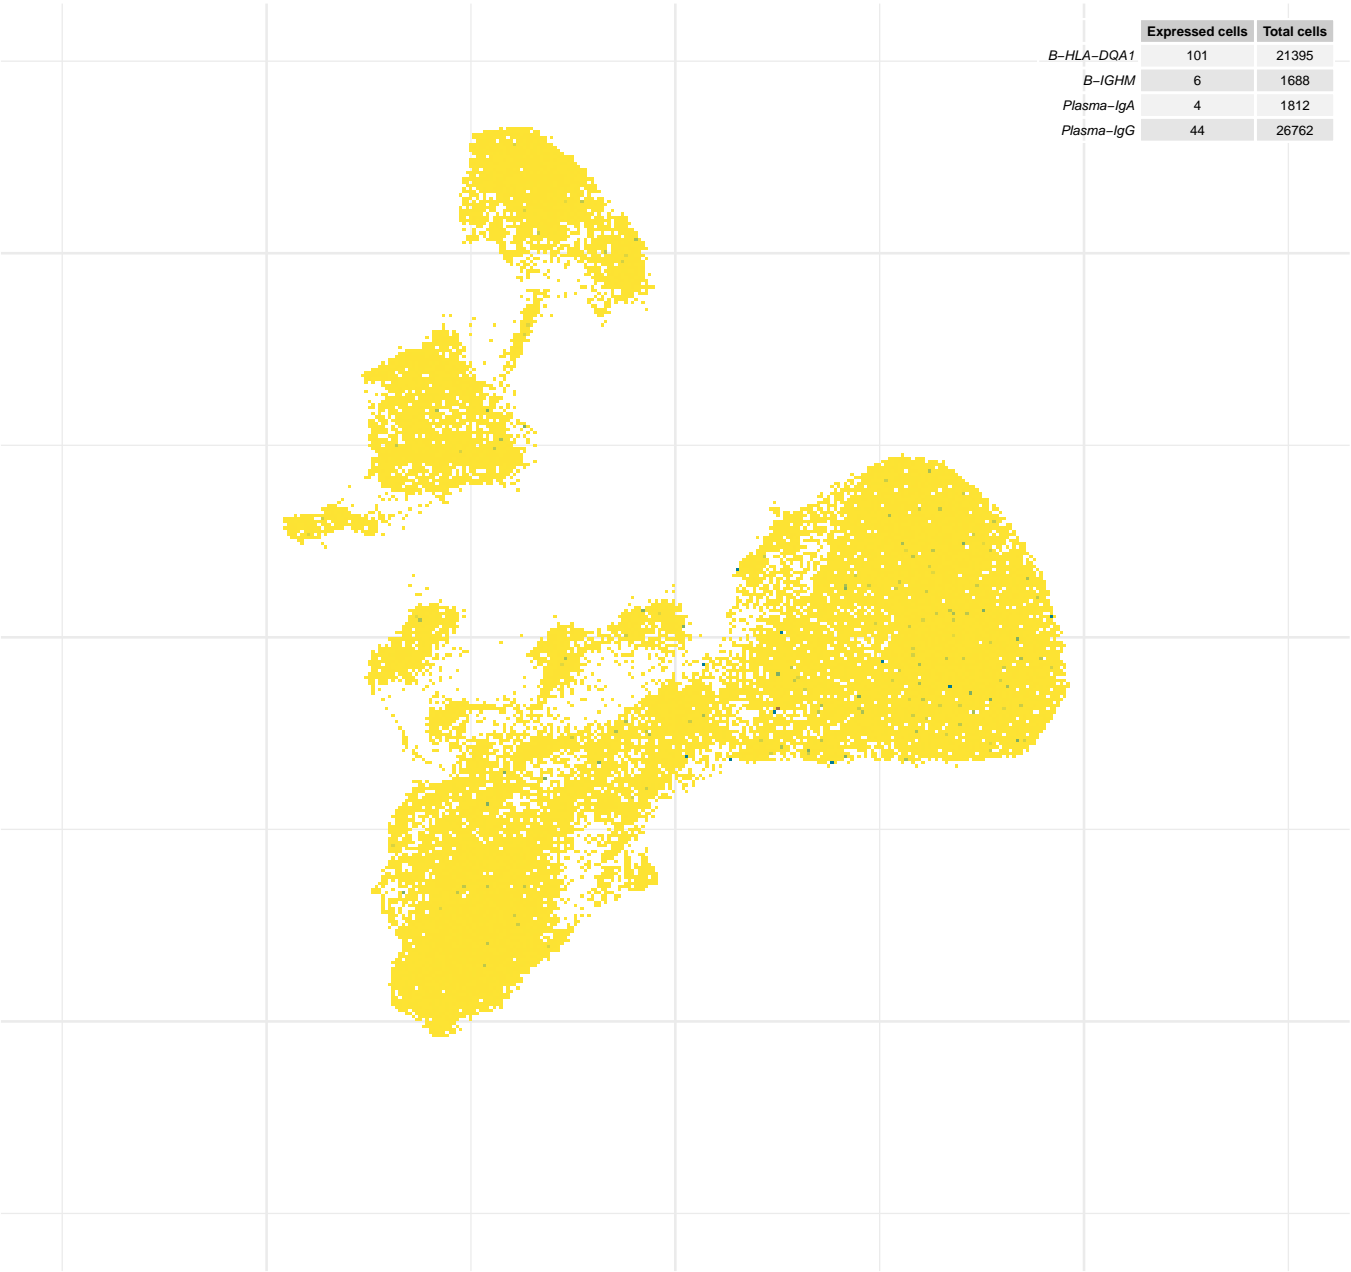 Expressed cells Total cells
B−HLA−DQA1 101 21395
B−IGHM 6 1688
Plasma−IgA 4 1812
Plasma−IgG 44 26762